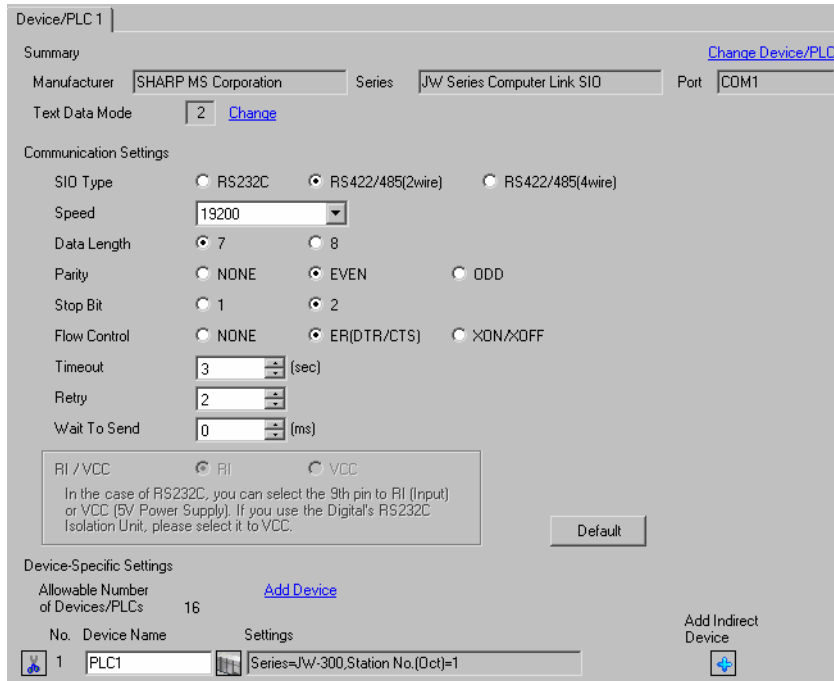 Device/PLC 1
Summary
Change Device/PLC
Manufacturer SHARP MS Corporation Series JW Series Computer Link SIO Port COM1
Text Data Mode 2 Change
Communication Settings
SIO Type RS232C RS422/485(2wire) RS422/485(4wire)
Speed 19200
Data Length 7 8
Parity NONE EVEN ODD
Stop Bit 1 2
Flow Control NONE ER(DTR/CTS) XON/XOFF
Timeout 3 (sec)
Retry 2
Wait To Send 0 (ms)
RI / VCC RI VCC
In the case of RS232C, you can select the 9th pin to RI (Input)
or VCC (5V Power Supply). If you use the Digital's RS232C
Isolation Unit, please select it to VCC.
Default
Device-Specific Settings
Allowable Number
of Devices/PLCs 16
Add Device
Add Indirect
Device
No. Device Name Settings
1 PLC1 Series=JW-300,Station No.(Oct)=1